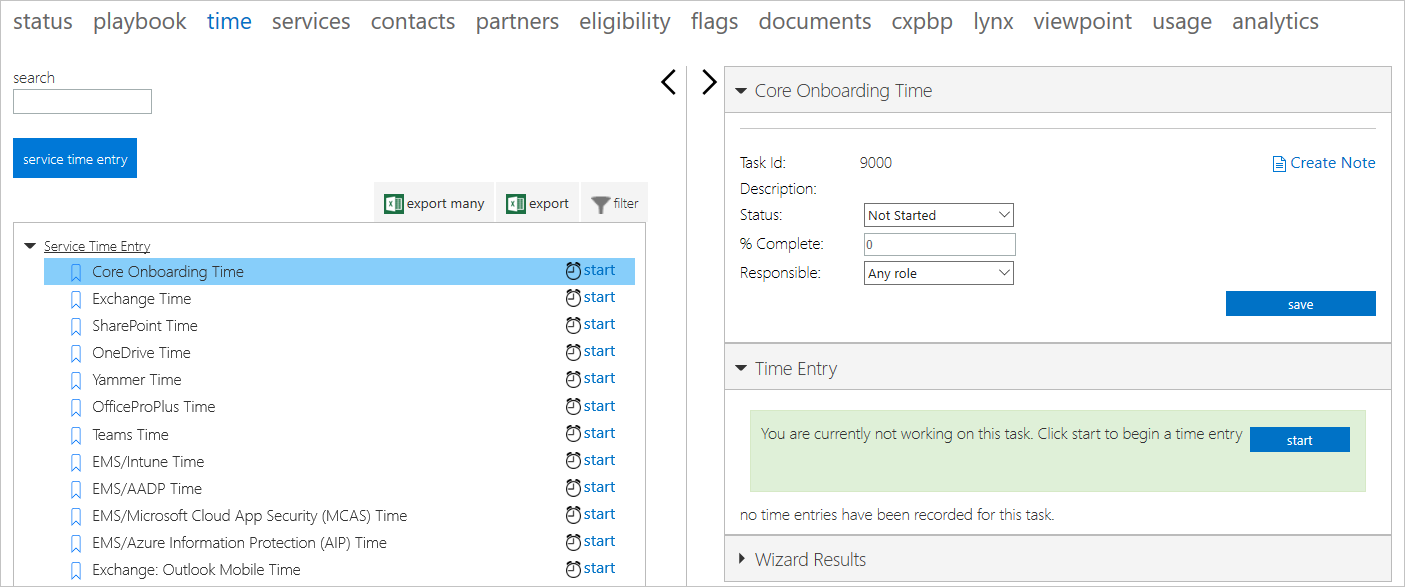 status playbook time services contacts partners eligibility flags documents cxpbp lynx viewpoint usage analytics
search
service time entry
export many export filter
Service Time Entry
Core Onboarding Time start
Exchange Time start
SharePoint Time start
OneDrive Time start
Yammer Time start
OfficeProPlus Time start
Teams Time start
EMS/Intune Time start
EMS/AADP Time start
EMS/Microsoft Cloud App Security (MCAS) Time start
EMS/Azure Information Protection (AIP) Time start
Exchange: Outlook Mobile Time start
Core Onboarding Time
Task Id: 9000 Create Note
Description:
Status: Not Started
% Complete: 0
Responsible: Any role
save
Time Entry
You are currently not working on this task. Click start to begin a time entry start
no time entries have been recorded for this task.
Wizard Results